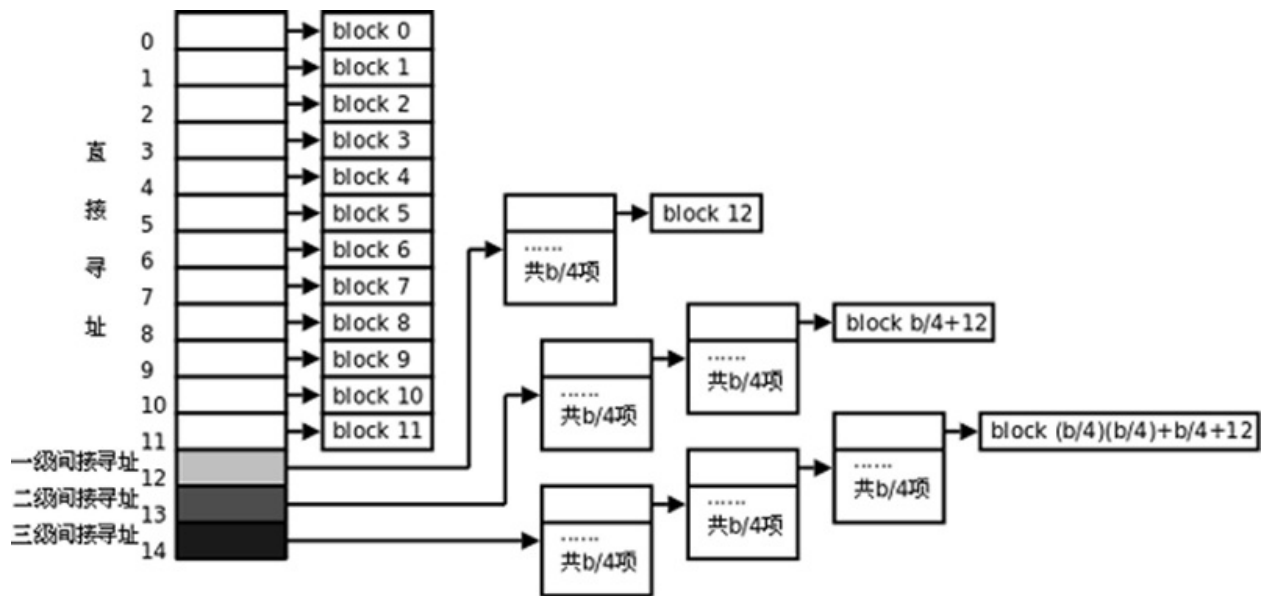 0
block 0
1
block 1
2
block 2
3
block 3
4
block 4
5
block 5
6
block 6
7
block 7
8
block 8
9
block 9
10
block 10
11
block 11
直接寻址
一级间接寻址
12
二级间接寻址
13
三级间接寻址
14
......
共b/4项
block 12
......
共b/4项
......
共b/4项
block b/4+12
......
共b/4项
......
共b/4项
......
共b/4项
block (b/4)(b/4)+b/4+12